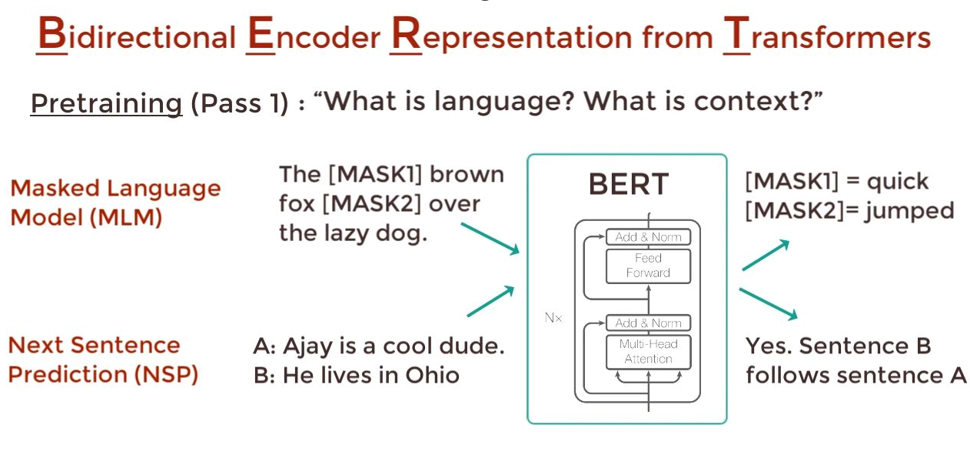 Bidirectional Encoder Representation from Transformers
Pretraining (Pass 1) : “What is language? What is context?”
Masked Language
Model (MLM)
The [MASK1] brown
fox [MASK2] over
the lazy dog.
BERT
Add & Norm
Feed
Forward
Nx
Add & Norm
Multi-Head
Attention
[MASK1] = quick
[MASK2]= jumped
Next Sentence
Prediction (NSP)
A: Ajay is a cool dude.
B: He lives in Ohio
Yes. Sentence B
follows sentence A